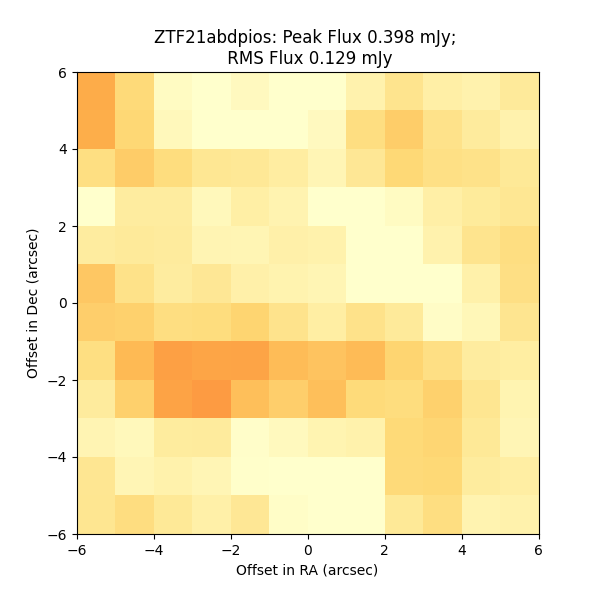 ZTF21abdpios: Peak Flux 0.398 mJy;
RMS Flux 0.129 mJy
6
4
2
0
−2
−4
−6
Offset in Dec (arcsec)
−6 −4 −2 0 2 4 6
Offset in RA (arcsec)